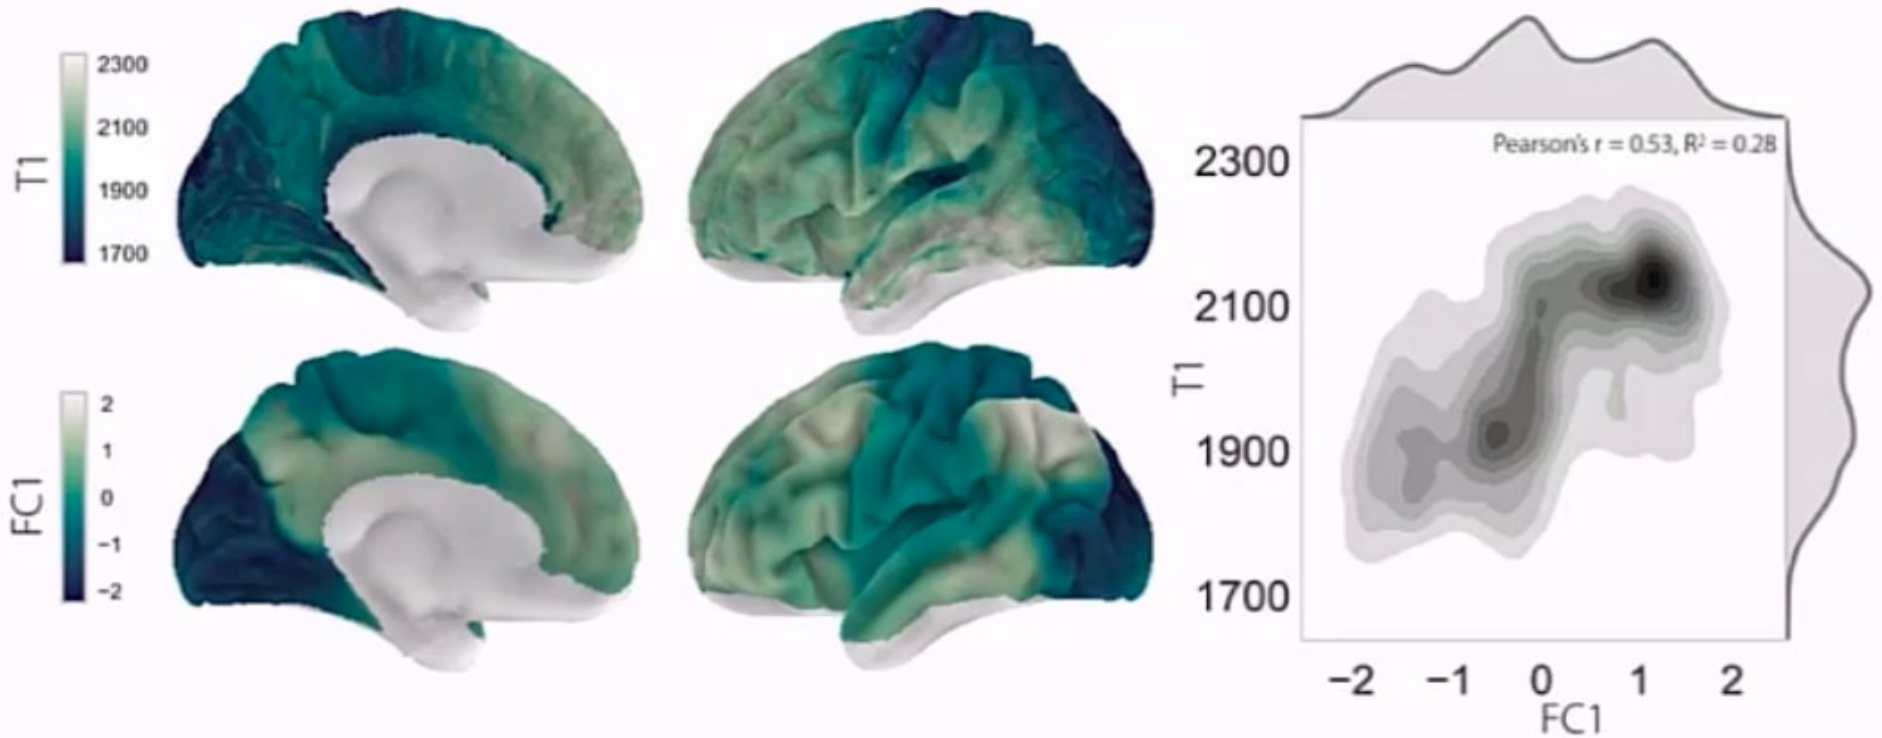 T1
2300
2100
1900
1700
FC1
2
1
0
−1
−2
Pearson's r = 0.53, R² = 0.28
T1
2300
2100
1900
1700
−2 −1 0 1 2
FC1